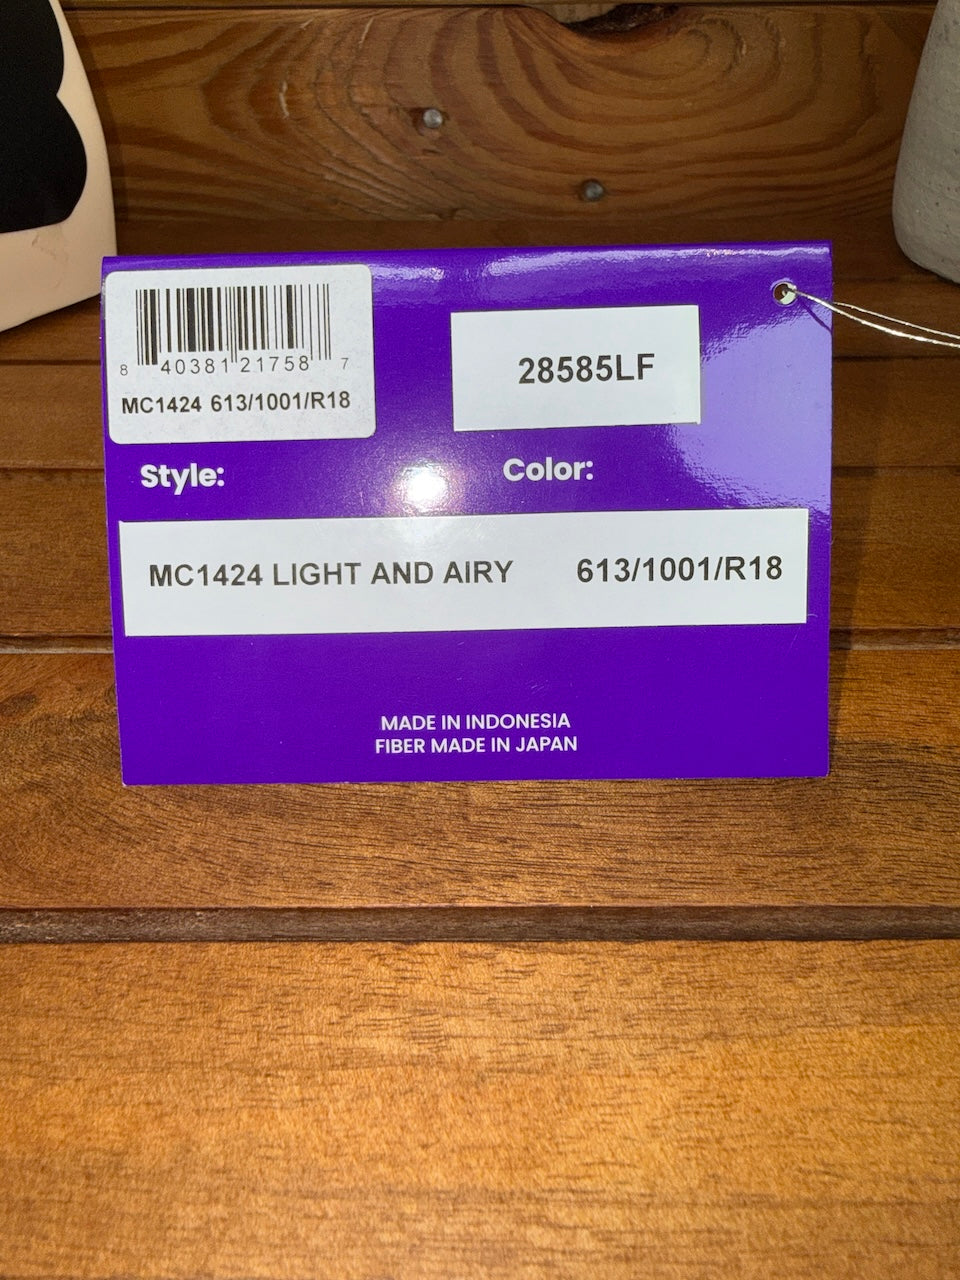 8 40381 21758 7
MC1424 613/1001/R18
28585LF
Style:
Color:
MC1424 LIGHT AND AIRY 613/1001/R18
MADE IN INDONESIA
FIBER MADE IN JAPAN